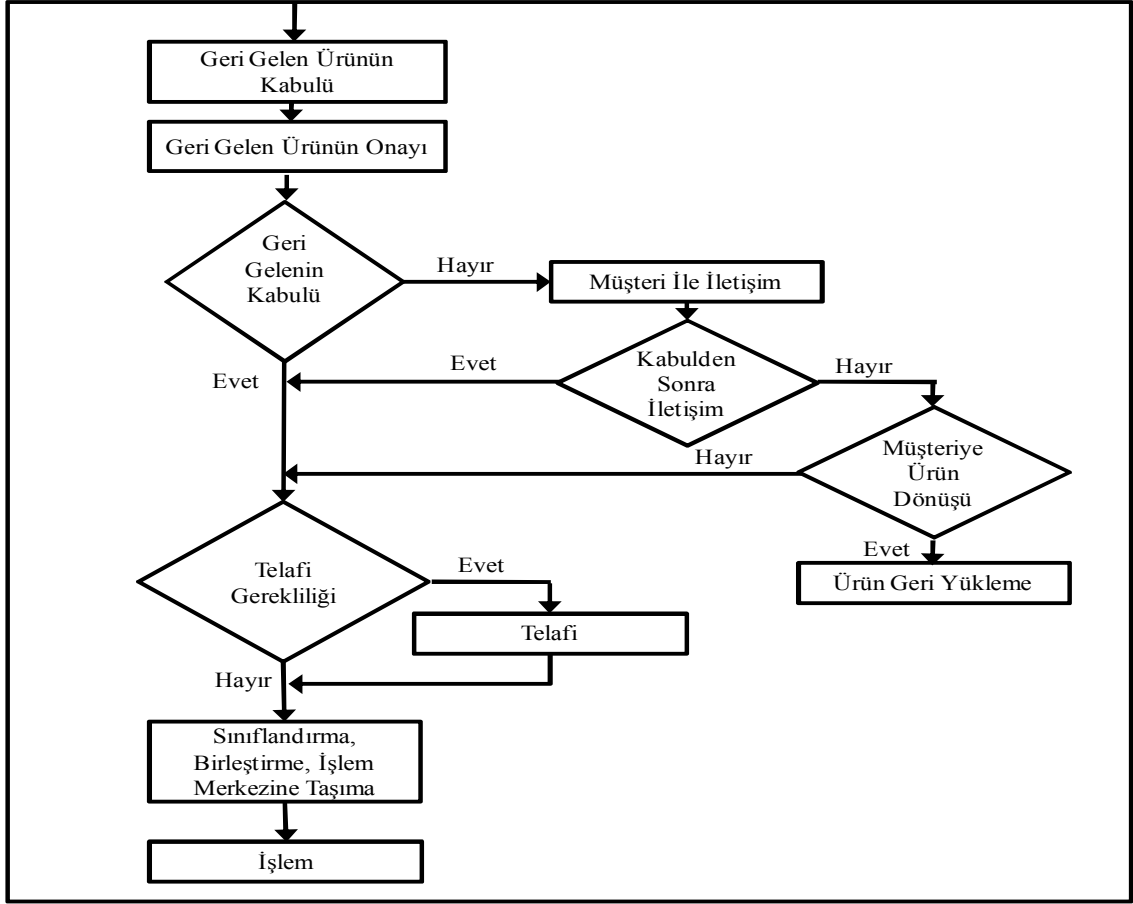 Geri Gelen Ürünün
Kabulü
Geri Gelen Ürünün Onayı
Geri
Gelenin
Kabulü
Hayır
Müşteri İle İletişim
Evet
Evet
Kabulden
Sonra
İletişim
Hayır
Hayır
Müşteriye
Ürün
Dönüşü
Evet
Ürün Geri Yükleme
Telafi
Gerekliliği
Evet
Telafi
Hayır
Sınıflandırma,
Birleştirme, İşlem
Merkezine Taşıma
İşlem